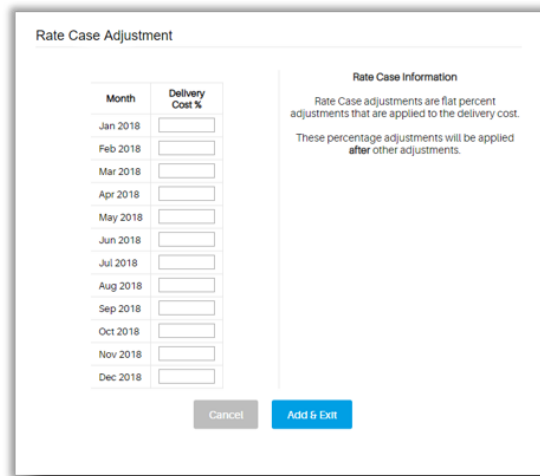 Rate Case Adjustment
Month
Delivery
Cost %
Jan 2018
Feb 2018
Mar 2018
Apr 2018
May 2018
Jun 2018
Jul 2018
Aug 2018
Sep 2018
Oct 2018
Nov 2018
Dec 2018
Rate Case Information
Rate Case adjustments are flat percent
adjustments that are applied to the delivery cost.
These percentage adjustments will be applied
after other adjustments.
Cancel
Add & Exit